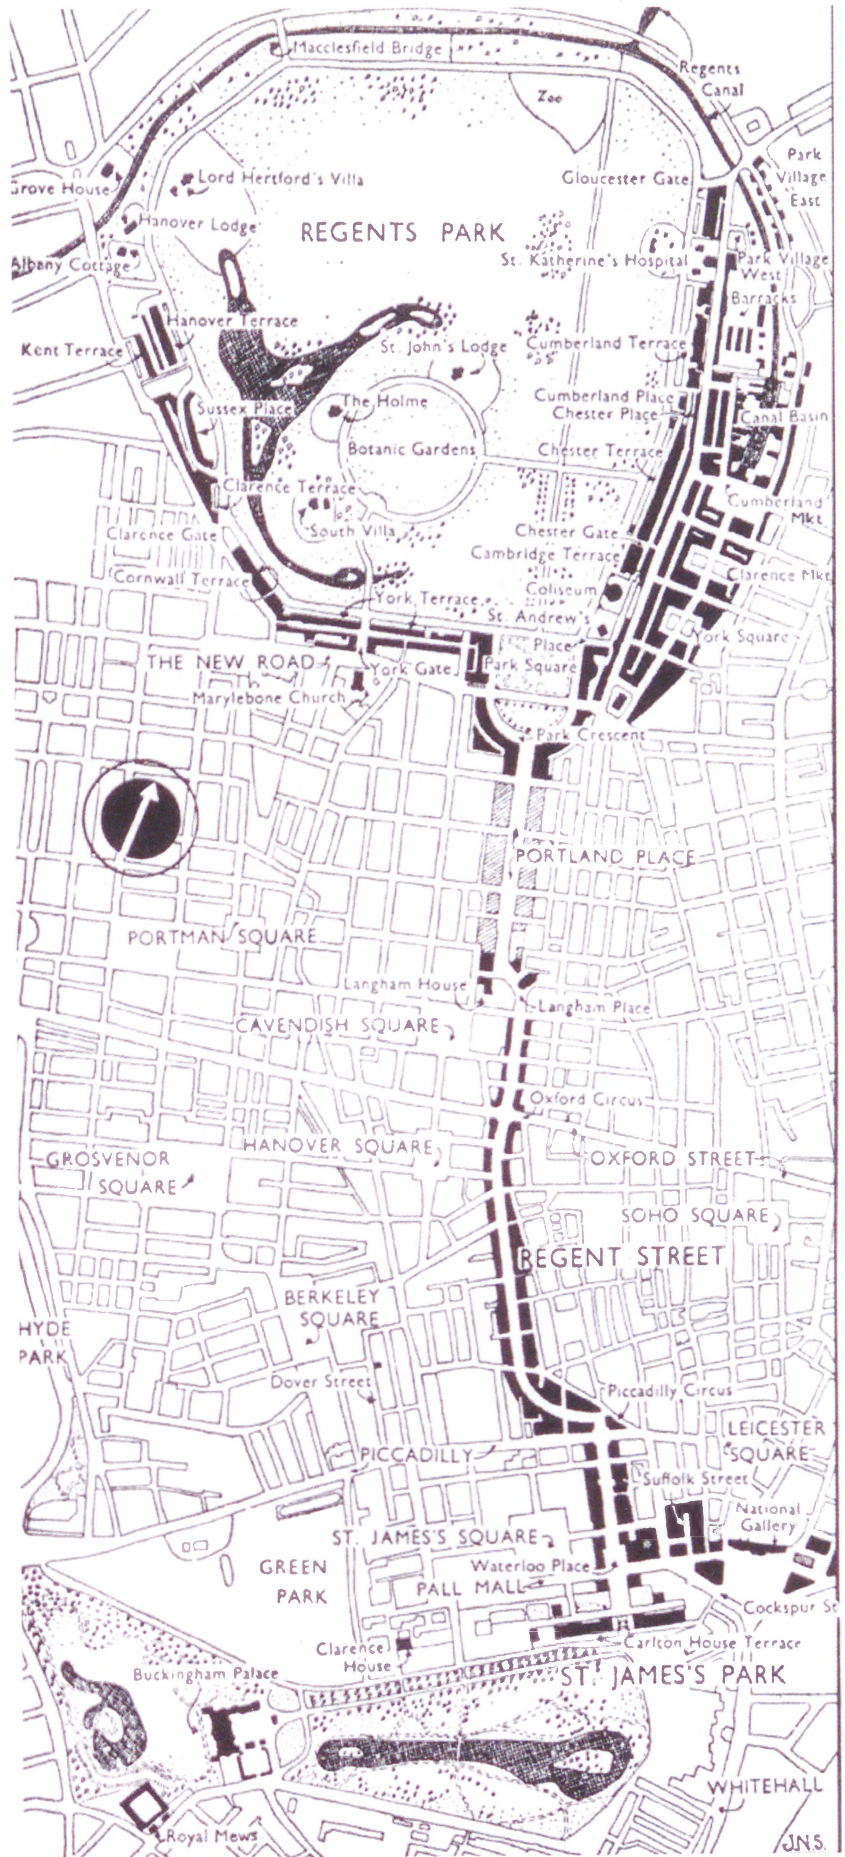 Macclesfield Bridge
Regents
Canal
Zoo
Park
Village
East
Grove House
Lord Hertford's Villa
Gloucester Gate
Hanover Lodge
REGENTS PARK
Albany Cottage
St. Katherine's Hospital
Park Village
West
Barracks
Hanover Terrace
Kent Terrace
St. John's Lodge
Cumberland Terrace
Sussex Place
The Holme
Cumberland Place
Chester Place
Canal Basin
Botanic Gardens
Chester Terrace
Clarence Terrace
Cumberland
Mkt.
Clarence Gate
South Villa
Chester Gate
Cambridge Terrace
Cornwall Terrace
Clarence Mkt
Coliseum
York Terrace
St. Andrew's
Place
York Square
THE NEW ROAD
York Gate
Park Square
Marylebone Church
Park Crescent
PORTLAND PLACE
PORTMAN SQUARE
Langham House
Langham Place
CAVENDISH SQUARE
Oxford Circus
HANOVER SQUARE
GROSVENOR
SQUARE
OXFORD STREET
SOHO SQUARE
REGENT STREET
BERKELEY
SQUARE
HYDE
PARK
Dover Street
Piccadilly Circus
LEICESTER
SQUARE
PICCADILLY
Suffolk Street
National
Gallery
ST. JAMES'S SQUARE
Waterloo Place
GREEN
PARK
PALL MALL
Cockspur St
Clarence
House
Carlton House Terrace
Buckingham Palace
ST. JAMES'S PARK
WHITEHALL
Royal Mews
J.N.S.